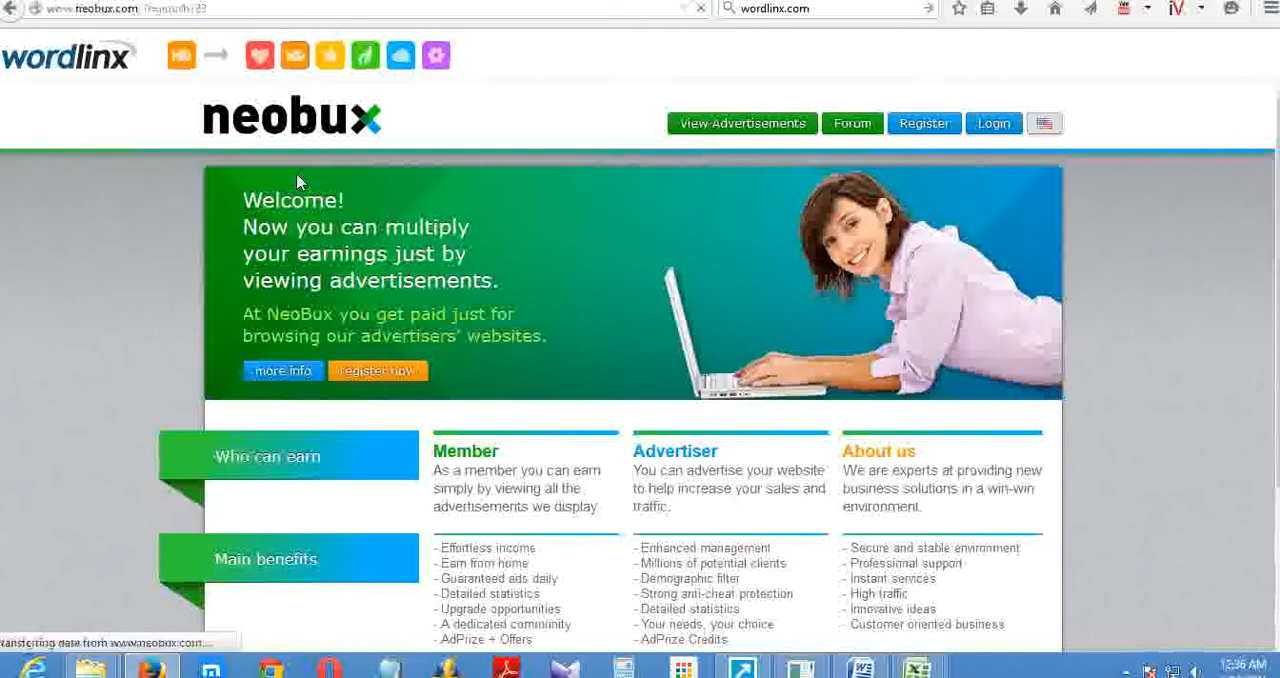 www.neobux.com
wordlinx.com
wordlinx
neobux
View Advertisements
Forum
Register
Login
Welcome!
Now you can multiply
your earnings just by
viewing advertisements.
At NeoBux you get paid just for
browsing our advertisers' websites.
more info
register now
Who can earn
Member
As a member you can earn
simply by viewing all the
advertisements we display
Advertiser
You can advertise your website
to help increase your sales and
traffic.
About us
We are experts at providing new
business solutions in a win-win
environment.
Main benefits
- Effortless income
- Earn from home
- Guaranteed ads daily
- Detailed statistics
- Upgrade opportunities
- A dedicated community
- AdPrize + Offers
- Enhanced management
- Millions of potential clients
- Demographic filter
- Strong anti-cheat protection
- Detailed statistics
- Your needs, your choice
- AdPrize Credits
- Secure and stable environment
- Professional support
- Instant services
- High traffic
- Innovative ideas
- Customer oriented business
Transferring data from www.neobux.com...
12:36 AM